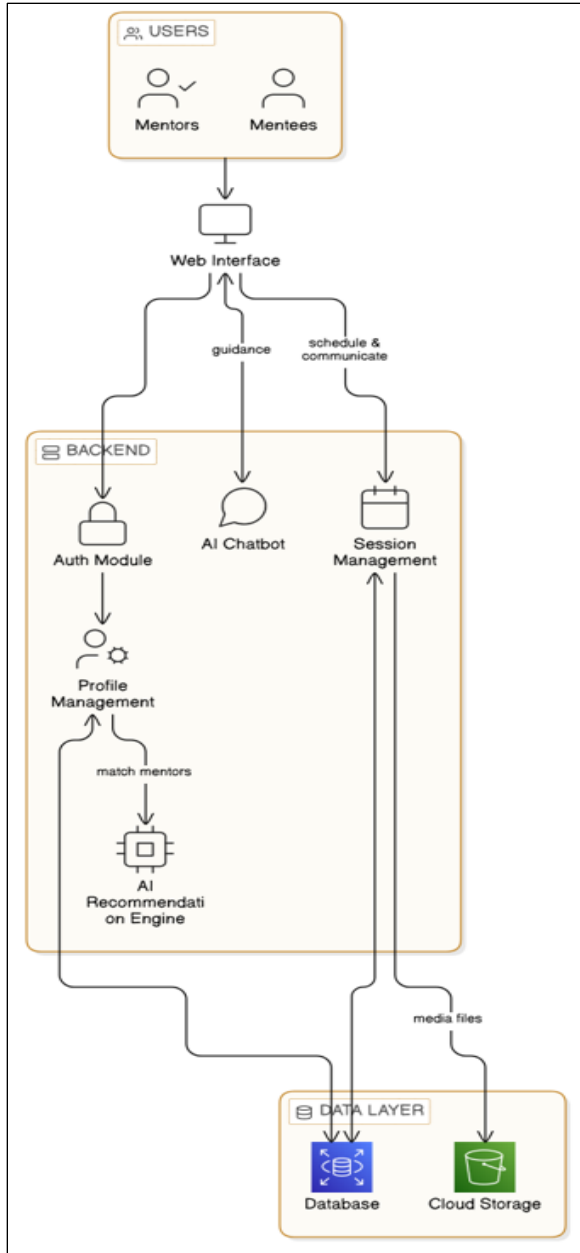 USERS
Mentors
Mentees
Web Interface
guidance
schedule &
communicate
BACKEND
Auth Module
AI Chatbot
Session
Management
Profile
Management
match mentors
AI
Recommendati
on Engine
media files
DATA LAYER
Database
Cloud Storage